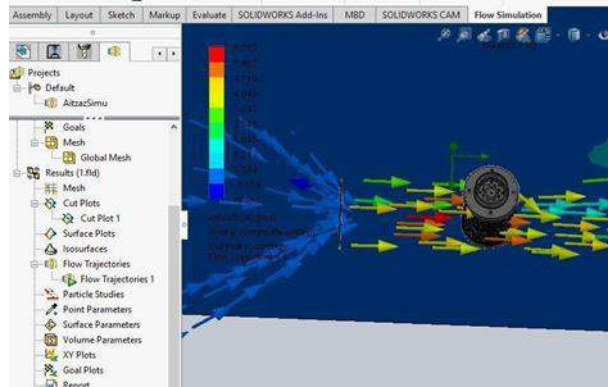 Assembly Layout Sketch Markup Evaluate SOLIDWORKS Add-Ins MBD SOLIDWORKS CAM Flow Simulation
Projects
Default
AitzazSimu
Goals
Mesh
Global Mesh
Results (1.fld)
Mesh
Cut Plots
Cut Plot 1
Surface Plots
Isosurfaces
Flow Trajectories
Flow Trajectories 1
Particle Studies
Point Parameters
Surface Parameters
Volume Parameters
XY Plots
Goal Plots
Report